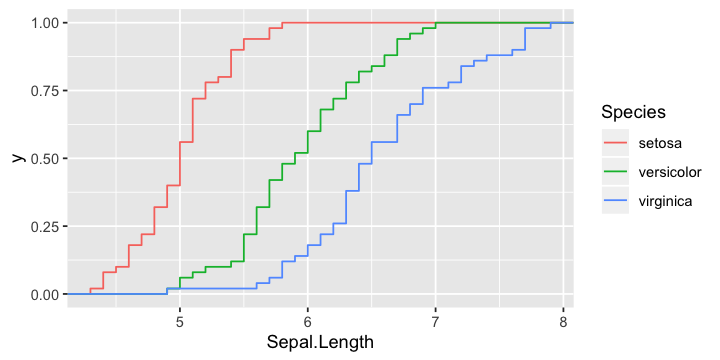 1.00
0.75
0.50
0.25
0.00
y
5
6
7
8
Sepal.Length
Species
setosa
versicolor
virginica